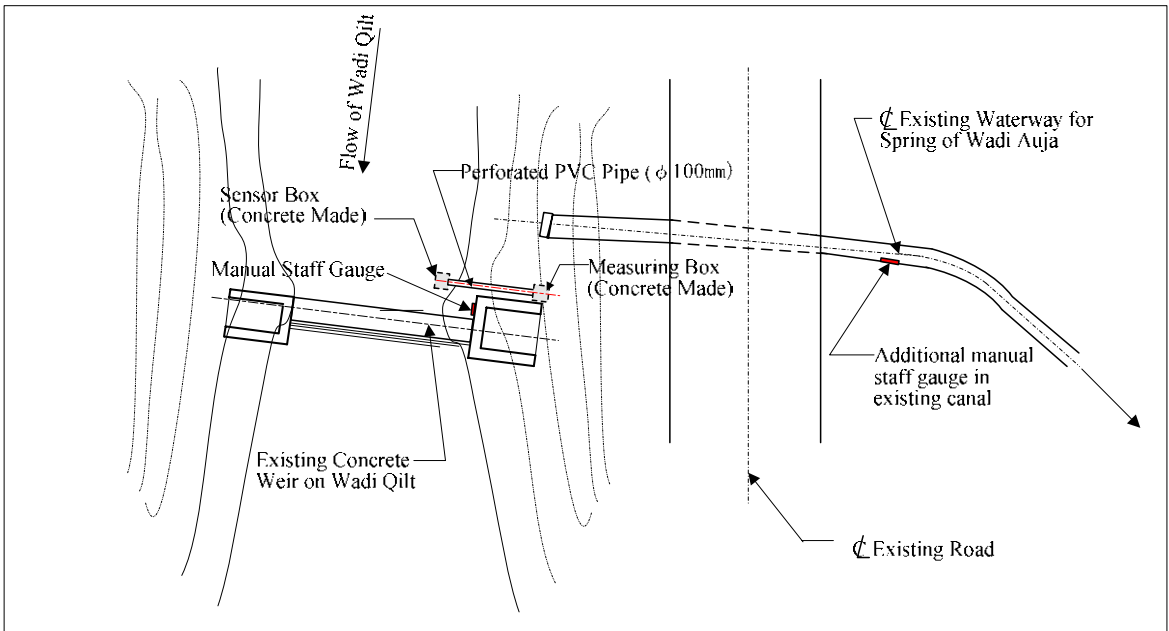 Flow of Wadi Qilt
Perforated PVC Pipe (ϕ 100mm)
Sensor Box
(Concrete Made)
Manual Staff Gauge
Measuring Box
(Concrete Made)
Existing Concrete
Weir on Wadi Qilt
℄ Existing Waterway for
Spring of Wadi Auja
Additional manual
staff gauge in
existing canal
℄ Existing Road